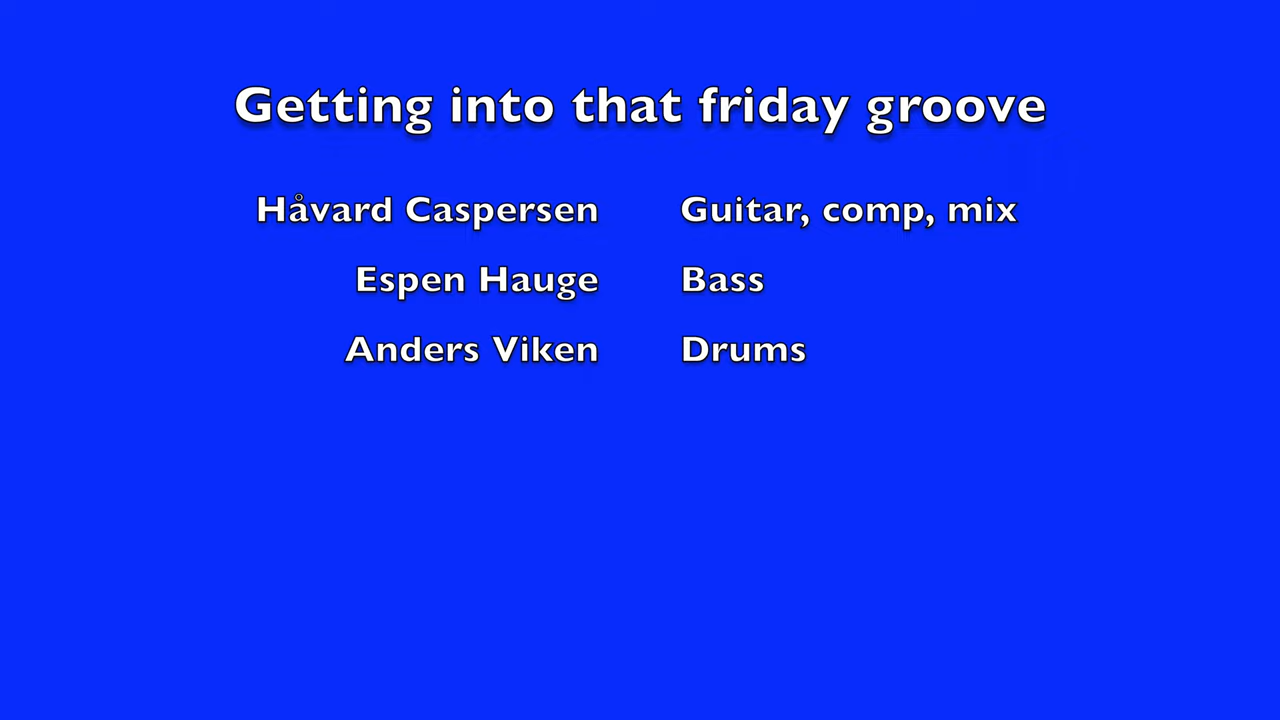 Getting into that friday groove
Håvard Caspersen Guitar, comp, mix
Espen Hauge Bass
Anders Viken Drums